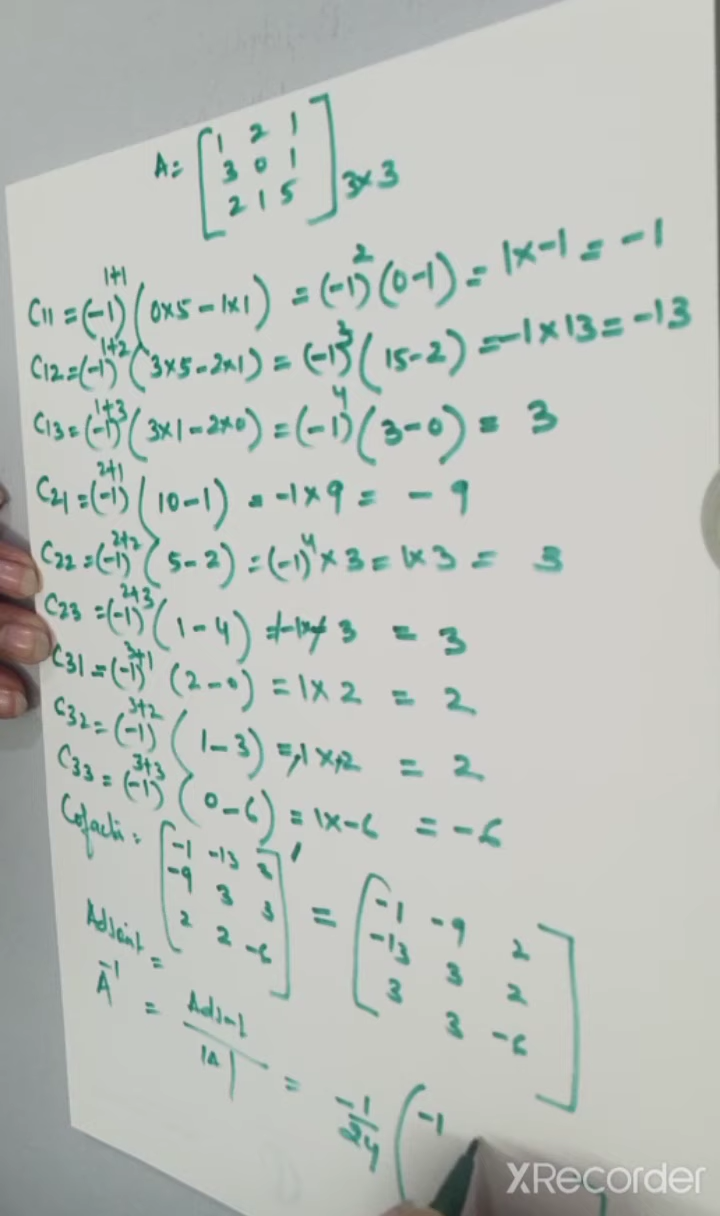 A = [ 1 2 1
3 0 1
2 1 5 ] 3×3
C11 = (-1)^1+1 (0×5 - 1×1) = (-1)^2 (0-1) = 1×-1 = -1
C12 = (-1)^1+2 (3×5 - 2×1) = (-1)^3 (15-2) = -1×13 = -13
C13 = (-1)^1+3 (3×1 - 2×0) = (-1)^4 (3-0) = 3
C21 = (-1)^2+1 (10-1) = -1×9 = -9
C22 = (-1)^2+2 (5-2) = (-1)^4 × 3 = 1×3 = 3
C23 = (-1)^2+3 (1-4) = -1×-3 = 3
C31 = (-1)^3+1 (2-0) = 1×2 = 2
C32 = (-1)^3+2 (1-3) = -1×-2 = 2
C33 = (-1)^3+3 (0-6) = 1×-6 = -6
Cofacti = [ -1 -13 3
-9 3 3
2 2 -6 ]'
Adjoint = [ -1 -9 2
-13 3 2
3 3 -6 ]
A^-1 = Adjoint / |A| = -1/24 ( -1
XRecorder